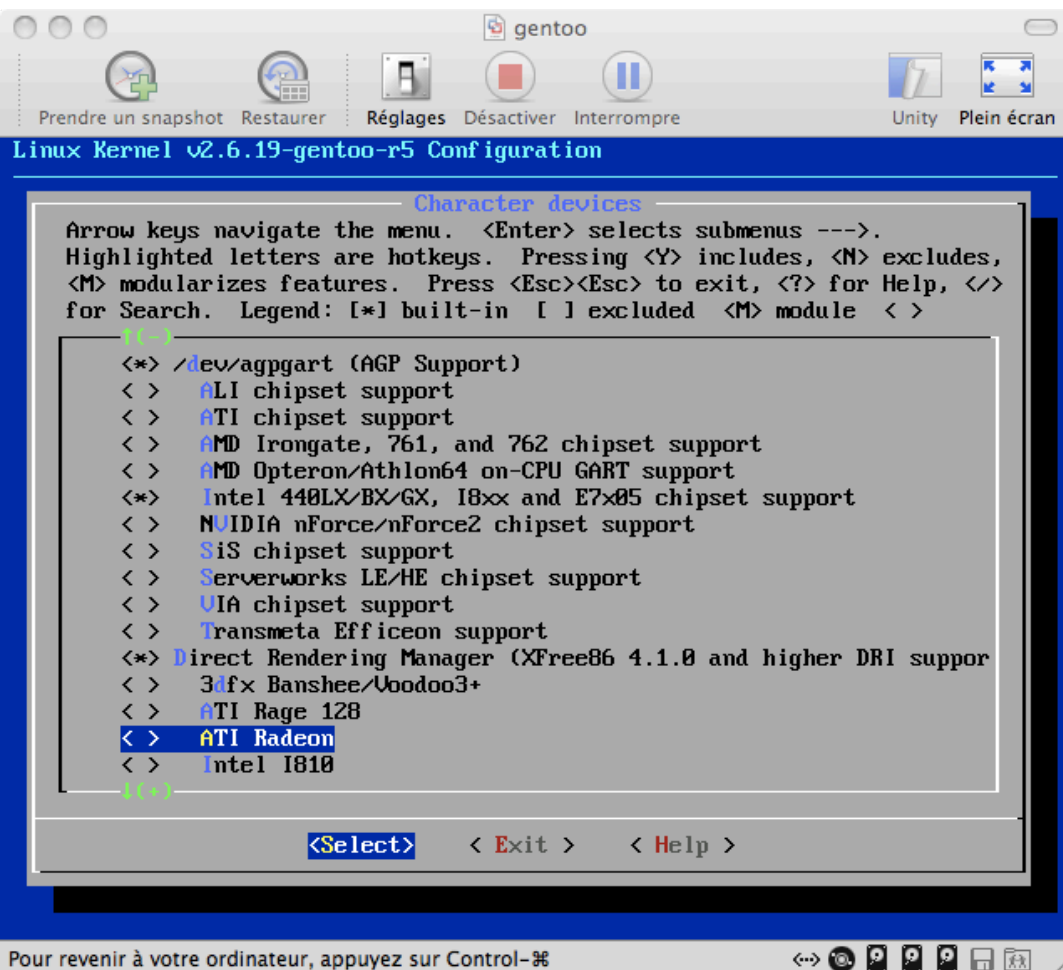 gentoo
Prendre un snapshot Restaurer Réglages Désactiver Interrompre Unity Plein écran
Linux Kernel v2.6.19-gentoo-r5 Configuration
Character devices
Arrow keys navigate the menu.  <Enter> selects submenus --->.
Highlighted letters are hotkeys.  Pressing <Y> includes, <N> excludes,
<M> modularizes features.  Press <Esc><Esc> to exit, <?> for Help, </>
for Search.  Legend: [*] built-in  [ ] excluded  <M> module  < >
↑(-)
<*> /dev/agpgart (AGP Support)
< >   ALI chipset support
< >   ATI chipset support
< >   AMD Irongate, 761, and 762 chipset support
< >   AMD Opteron/Athlon64 on-CPU GART support
<*>   Intel 440LX/BX/GX, I8xx and E7x05 chipset support
< >   NVIDIA nForce/nForce2 chipset support
< >   SiS chipset support
< >   Serverworks LE/HE chipset support
< >   VIA chipset support
< >   Transmeta Efficeon support
<*> Direct Rendering Manager (XFree86 4.1.0 and higher DRI suppor
< >   3dfx Banshee/Voodoo3+
< >   ATI Rage 128
< >   ATI Radeon
< >   Intel I810
↓(+)
<Select>    < Exit >    < Help >
Pour revenir à votre ordinateur, appuyez sur Control-⌘